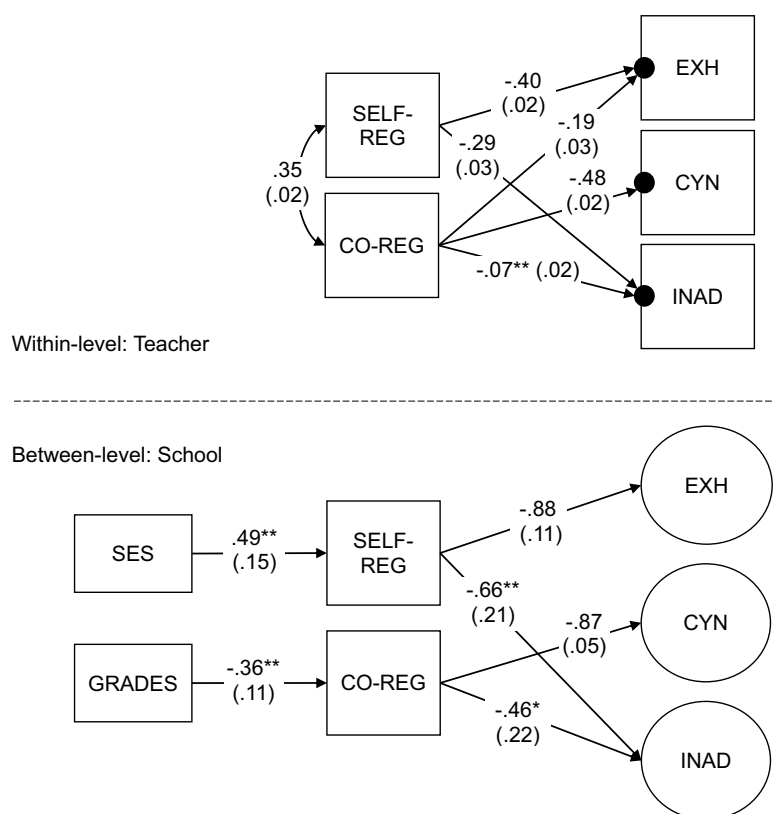 EXH
-.40
(.02)
SELF-
REG
-.19
(.03)
-.29
(.03)
.35
(.02)
-.48
(.02)
CYN
CO-REG
-.07** (.02)
INAD
Within-level: Teacher
Between-level: School
EXH
-.88
(.11)
SES
.49**
(.15)
SELF-
REG
-.66**
(.21)
-.87
(.05)
CYN
GRADES
-.36**
(.11)
CO-REG
-.46*
(.22)
INAD